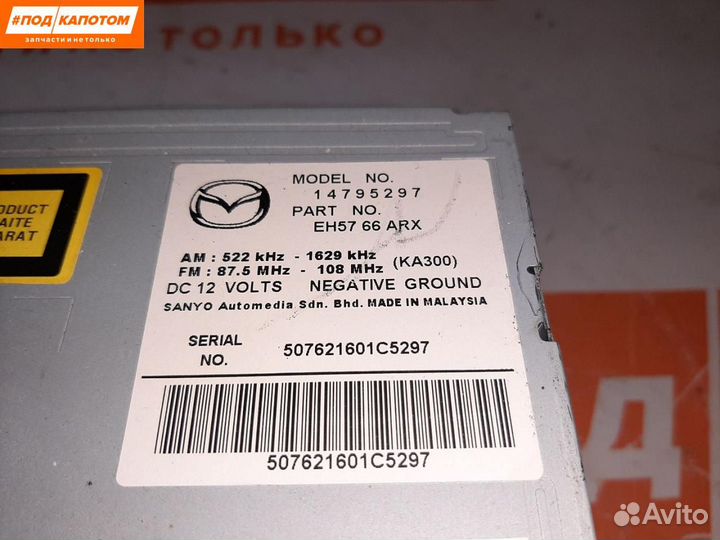 #ПОД КАПОТОМ
запчасти и не только
ТОЛЬКО
MODEL NO.
14795297
PART NO.
EH57 66 ARX
AM : 522 kHz - 1629 kHz
FM : 87.5 MHz - 108 MHz (KA300)
DC 12 VOLTS NEGATIVE GROUND
SANYO Automedia Sdn. Bhd. MADE IN MALAYSIA
SERIAL
NO.
507621601C5297
507621601C5297
Avito